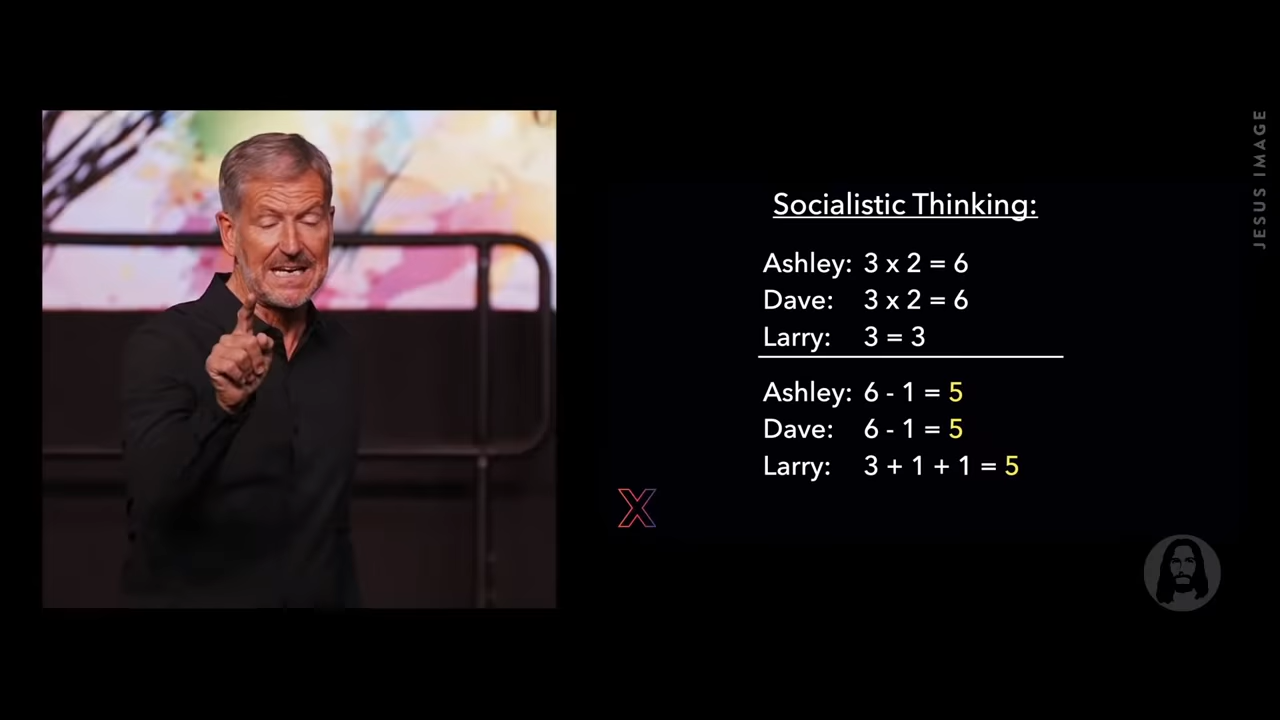 Socialistic Thinking:
Ashley: 3 x 2 = 6
Dave: 3 x 2 = 6
Larry: 3 = 3
Ashley: 6 - 1 = 5
Dave: 6 - 1 = 5
Larry: 3 + 1 + 1 = 5
X
JESUS IMAGE